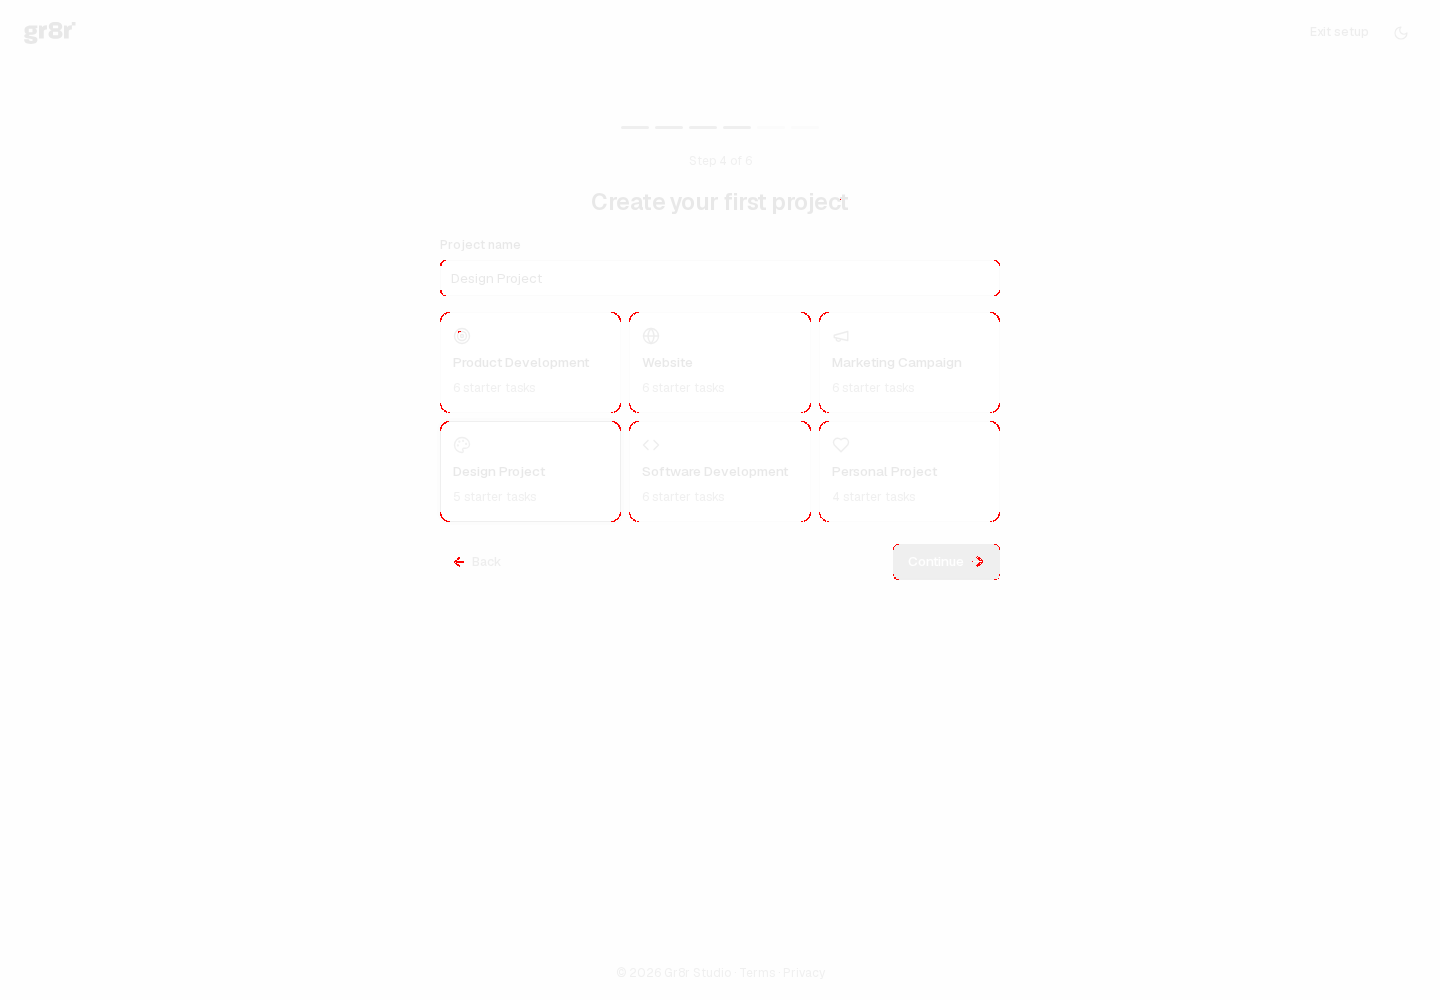 gr8r
Exit setup
Step 4 of 6
Create your first project
Project name
Design Project
Product Development
6 starter tasks
Website
6 starter tasks
Marketing Campaign
6 starter tasks
Design Project
5 starter tasks
Software Development
6 starter tasks
Personal Project
4 starter tasks
Back
Continue
© 2026 Gr8r Studio · Terms · Privacy